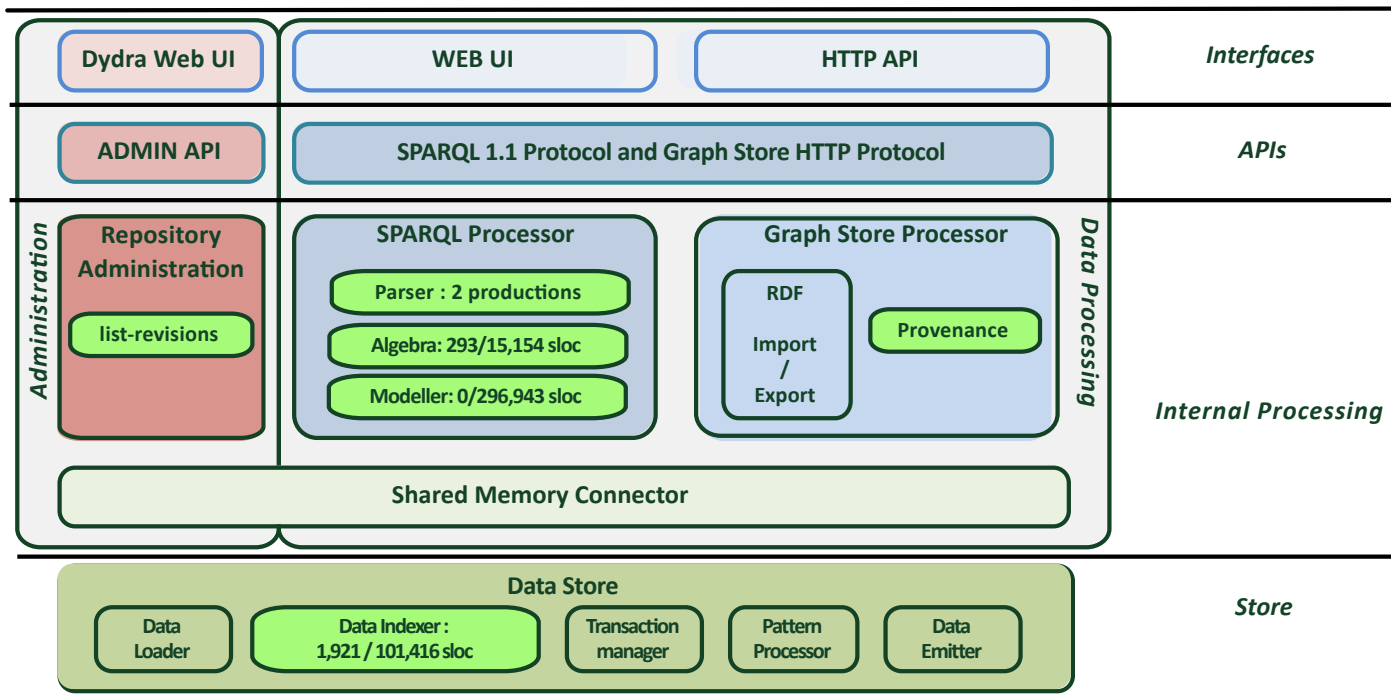 Dydra Web UI
WEB UI
HTTP API
Interfaces
ADMIN API
SPARQL 1.1 Protocol and Graph Store HTTP Protocol
APIs
Administration
Repository
Administration
list-revisions
SPARQL Processor
Parser : 2 productions
Algebra: 293/15,154 sloc
Modeller: 0/296,943 sloc
Graph Store Processor
RDF
Import
/
Export
Provenance
Data Processing
Internal Processing
Shared Memory Connector
Data Store
Data
Loader
Data Indexer :
1,921 / 101,416 sloc
Transaction
manager
Pattern
Processor
Data
Emitter
Store